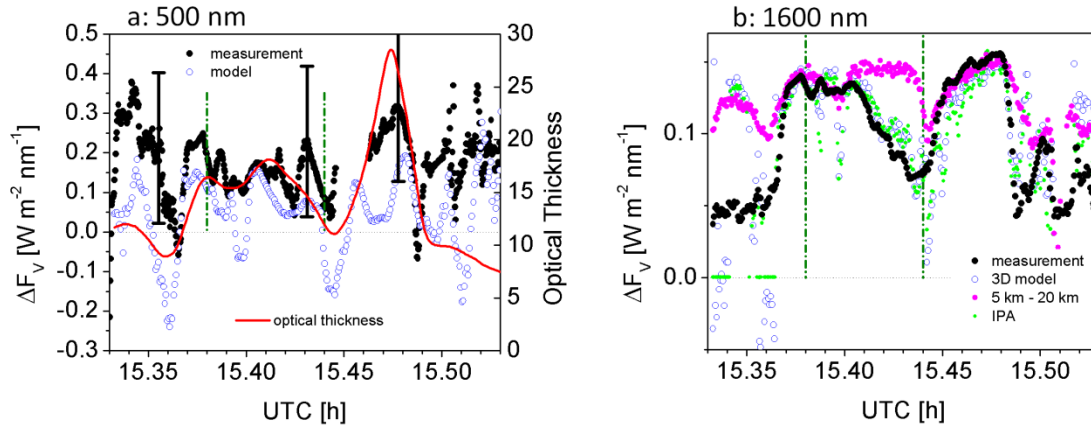 a: 500 nm
measurement
model
optical thickness
0.5
0.4
0.3
0.2
0.1
0.0
-0.1
-0.2
-0.3
ΔF_V [W m-2 nm-1]
30
25
20
15
10
5
0
Optical Thickness
15.35 15.40 15.45 15.50
UTC [h]
b: 1600 nm
0.1
0.0
ΔF_V [W m-2 nm-1]
measurement
3D model
5 km - 20 km
IPA
15.35 15.40 15.45 15.50
UTC [h]